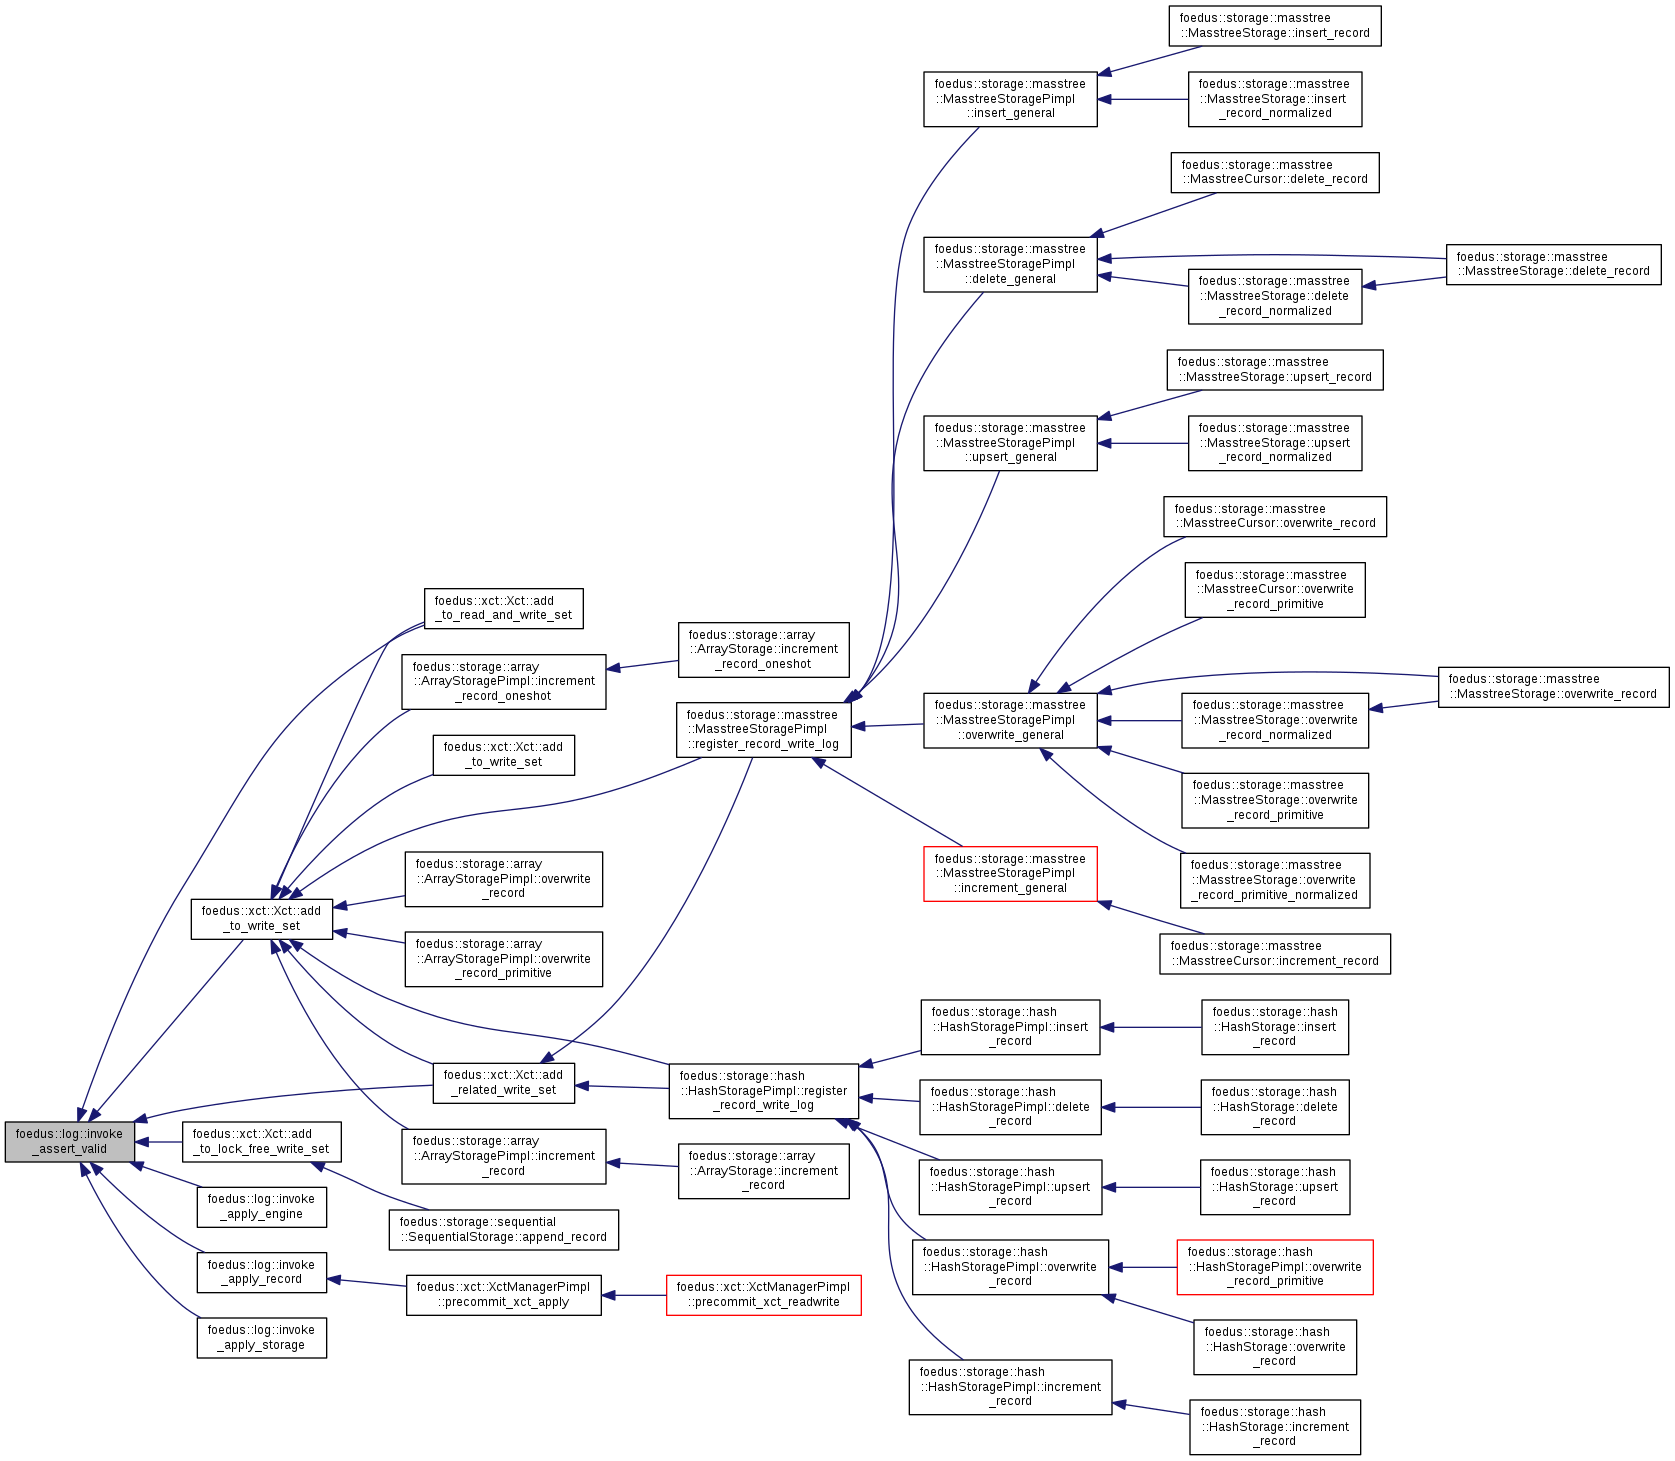 foedus::log::invoke
_assert_valid
foedus::xct::Xct::add
_to_write_set
foedus::xct::Xct::add
_to_lock_free_write_set
foedus::log::invoke
_apply_engine
foedus::log::invoke
_apply_record
foedus::log::invoke
_apply_storage
foedus::xct::Xct::add
_to_read_and_write_set
foedus::storage::array
::ArrayStoragePimpl::increment
_record_oneshot
foedus::xct::Xct::add
_to_write_set
foedus::storage::array
::ArrayStoragePimpl::overwrite
_record
foedus::storage::array
::ArrayStoragePimpl::overwrite
_record_primitive
foedus::xct::Xct::add
_related_write_set
foedus::storage::array
::ArrayStoragePimpl::increment
_record
foedus::storage::sequential
::SequentialStorage::append_record
foedus::xct::XctManagerPimpl
::precommit_xct_apply
foedus::storage::array
::ArrayStorage::increment
_record_oneshot
foedus::storage::masstree
::MasstreeStoragePimpl
::register_record_write_log
foedus::storage::hash
::HashStoragePimpl::register
_record_write_log
foedus::storage::array
::ArrayStorage::increment
_record
foedus::xct::XctManagerPimpl
::precommit_xct_readwrite
foedus::storage::masstree
::MasstreeStoragePimpl
::insert_general
foedus::storage::masstree
::MasstreeStoragePimpl
::delete_general
foedus::storage::masstree
::MasstreeStoragePimpl
::upsert_general
foedus::storage::masstree
::MasstreeStoragePimpl
::overwrite_general
foedus::storage::masstree
::MasstreeStoragePimpl
::increment_general
foedus::storage::hash
::HashStoragePimpl::insert
_record
foedus::storage::hash
::HashStoragePimpl::delete
_record
foedus::storage::hash
::HashStoragePimpl::upsert
_record
foedus::storage::hash
::HashStoragePimpl::overwrite
_record
foedus::storage::hash
::HashStoragePimpl::increment
_record
foedus::storage::masstree
::MasstreeStorage::insert_record
foedus::storage::masstree
::MasstreeStorage::insert
_record_normalized
foedus::storage::masstree
::MasstreeCursor::delete_record
foedus::storage::masstree
::MasstreeStorage::delete
_record_normalized
foedus::storage::masstree
::MasstreeStorage::upsert_record
foedus::storage::masstree
::MasstreeStorage::upsert
_record_normalized
foedus::storage::masstree
::MasstreeCursor::overwrite_record
foedus::storage::masstree
::MasstreeCursor::overwrite
_record_primitive
foedus::storage::masstree
::MasstreeStorage::overwrite
_record_normalized
foedus::storage::masstree
::MasstreeStorage::overwrite
_record_primitive
foedus::storage::masstree
::MasstreeStorage::overwrite
_record_primitive_normalized
foedus::storage::masstree
::MasstreeCursor::increment_record
foedus::storage::hash
::HashStorage::insert
_record
foedus::storage::hash
::HashStorage::delete
_record
foedus::storage::hash
::HashStorage::upsert
_record
foedus::storage::hash
::HashStoragePimpl::overwrite
_record_primitive
foedus::storage::hash
::HashStorage::overwrite
_record
foedus::storage::hash
::HashStorage::increment
_record
foedus::storage::masstree
::MasstreeStorage::delete_record
foedus::storage::masstree
::MasstreeStorage::overwrite_record